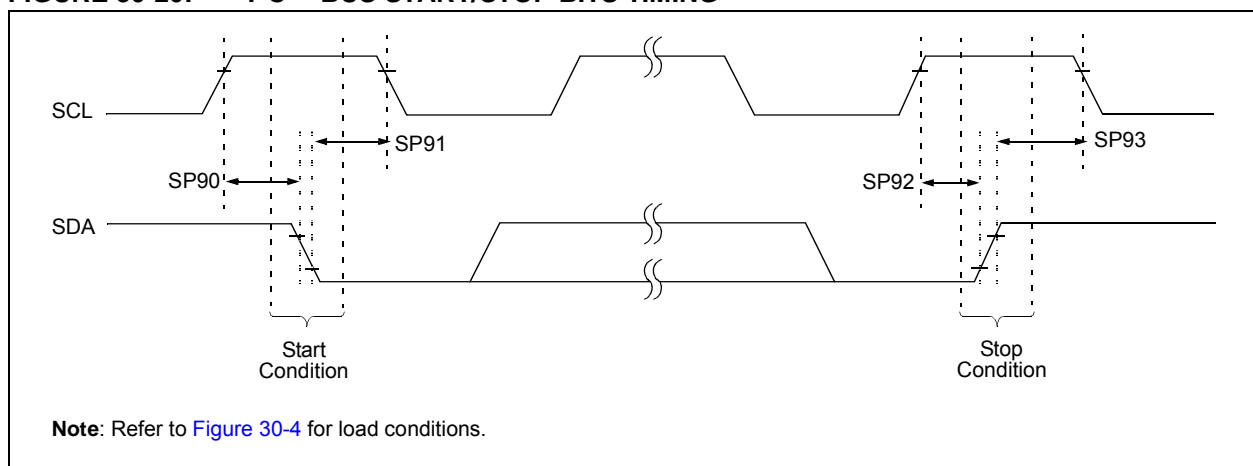 SCL
SP91
SP93
SP90
SP92
SDA
Start
Condition
Stop
Condition
Note: Refer to Figure 30-4 for load conditions.